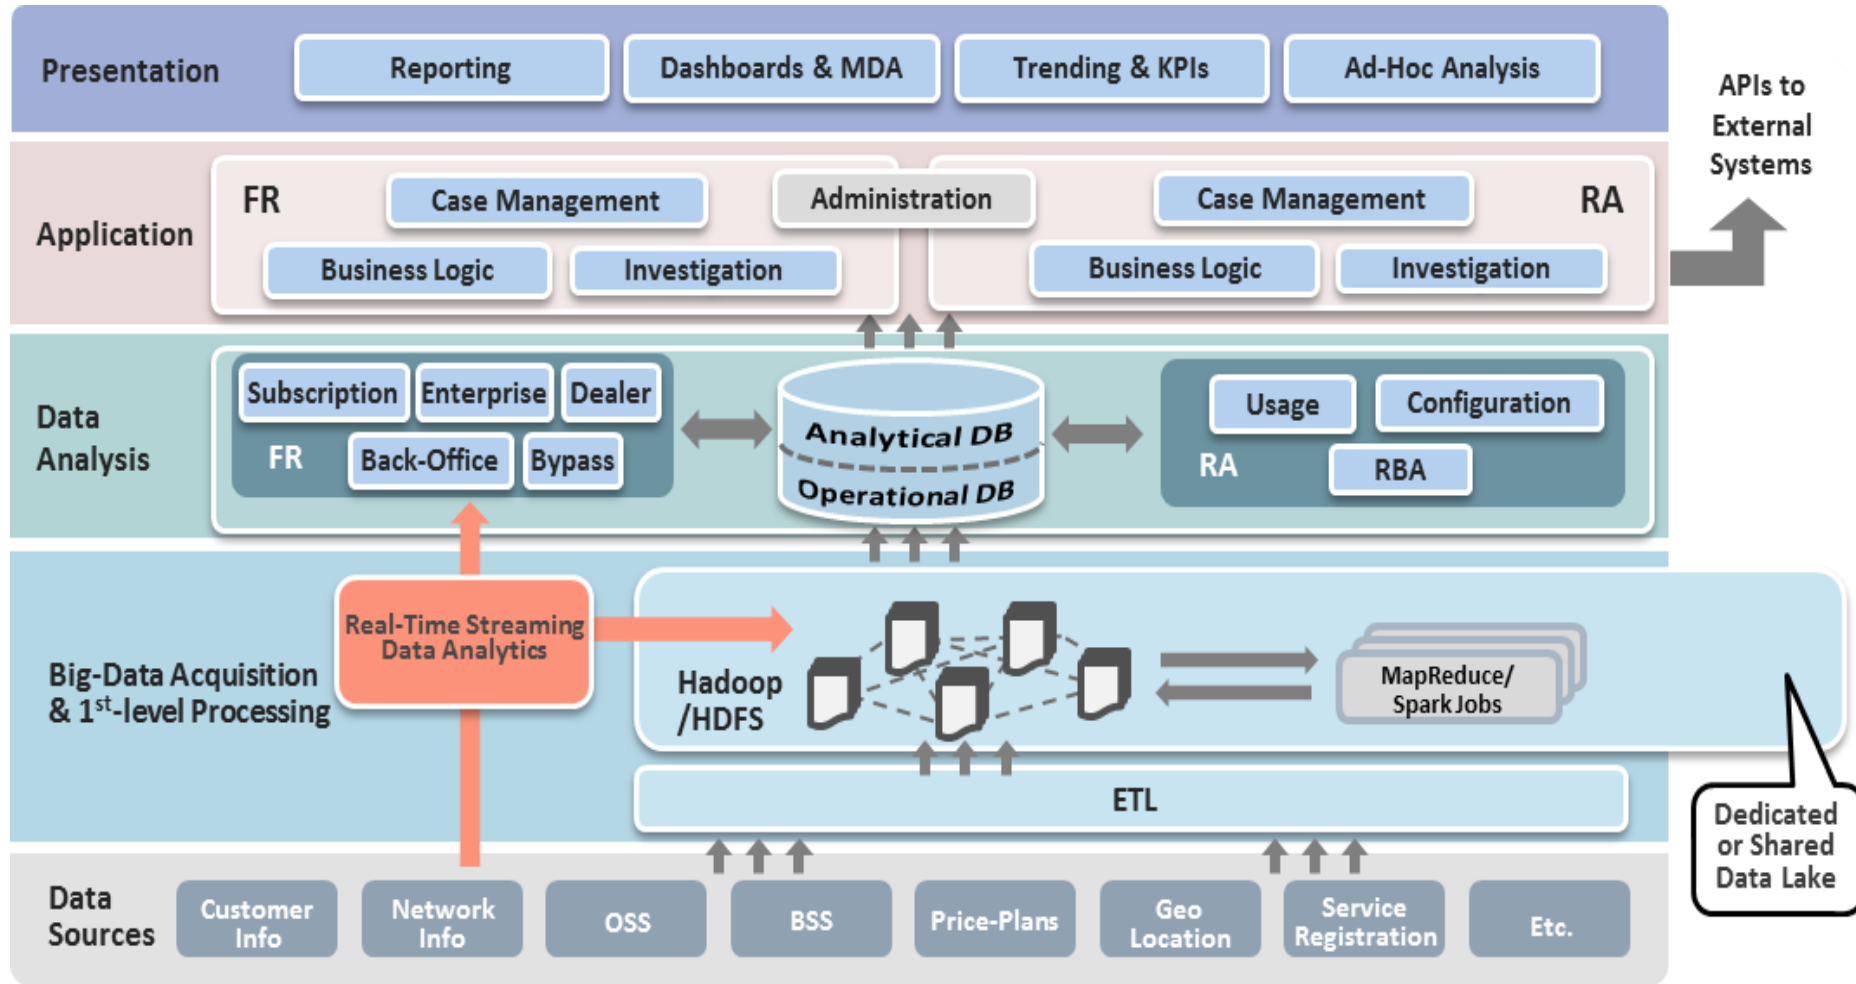 Presentation
Reporting
Dashboards & MDA
Trending & KPIs
Ad-Hoc Analysis
APIs to
External
Systems
Application
FR
Case Management
Business Logic
Investigation
Administration
Case Management
RA
Business Logic
Investigation
Data
Analysis
Subscription
Enterprise
Dealer
FR
Back-Office
Bypass
Analytical DB
Operational DB
Usage
Configuration
RA
RBA
Big-Data Acquisition
& 1st-level Processing
Real-Time Streaming
Data Analytics
Hadoop
/HDFS
MapReduce/
Spark Jobs
ETL
Dedicated
or Shared
Data Lake
Data
Sources
Customer
Info
Network
Info
OSS
BSS
Price-Plans
Geo
Location
Service
Registration
Etc.